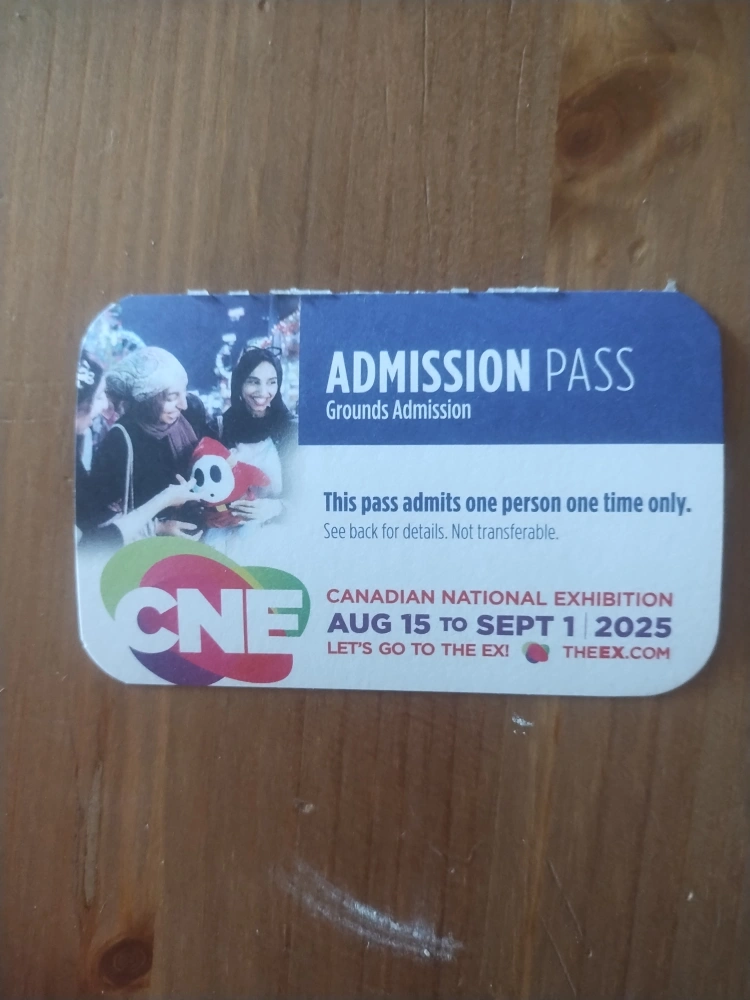 ADMISSION PASS
Grounds Admission
This pass admits one person one time only.
See back for details. Not transferable.
CNE
CANADIAN NATIONAL EXHIBITION
AUG 15 TO SEPT 1 | 2025
LET'S GO TO THE EX! THEEX.COM